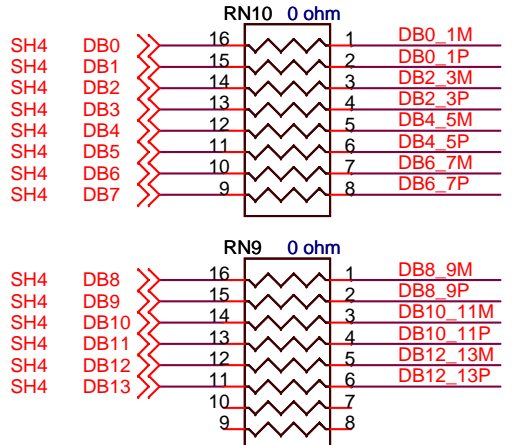 RN10 0 ohm
SH4 DB0 16 1 DB0_1M
SH4 DB1 15 2 DB0_1P
SH4 DB2 14 3 DB2_3M
SH4 DB3 13 4 DB2_3P
SH4 DB4 12 5 DB4_5M
SH4 DB5 11 6 DB4_5P
SH4 DB6 10 7 DB6_7M
SH4 DB7 9 8 DB6_7P
RN9 0 ohm
SH4 DB8 16 1 DB8_9M
SH4 DB9 15 2 DB8_9P
SH4 DB10 14 3 DB10_11M
SH4 DB11 13 4 DB10_11P
SH4 DB12 12 5 DB12_13M
SH4 DB13 11 6 DB12_13P
10 7
9 8